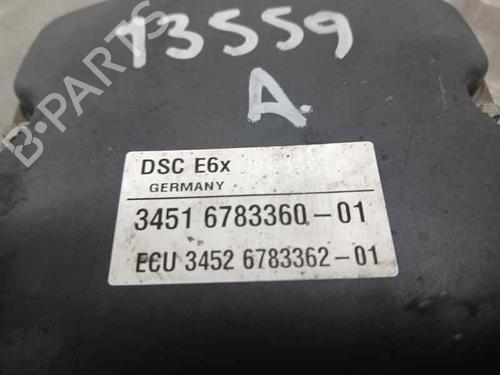 13559
A.
B-PARTS
DSC E6x
GERMANY
3451 6783360-01
ECU 3452 6783362-01